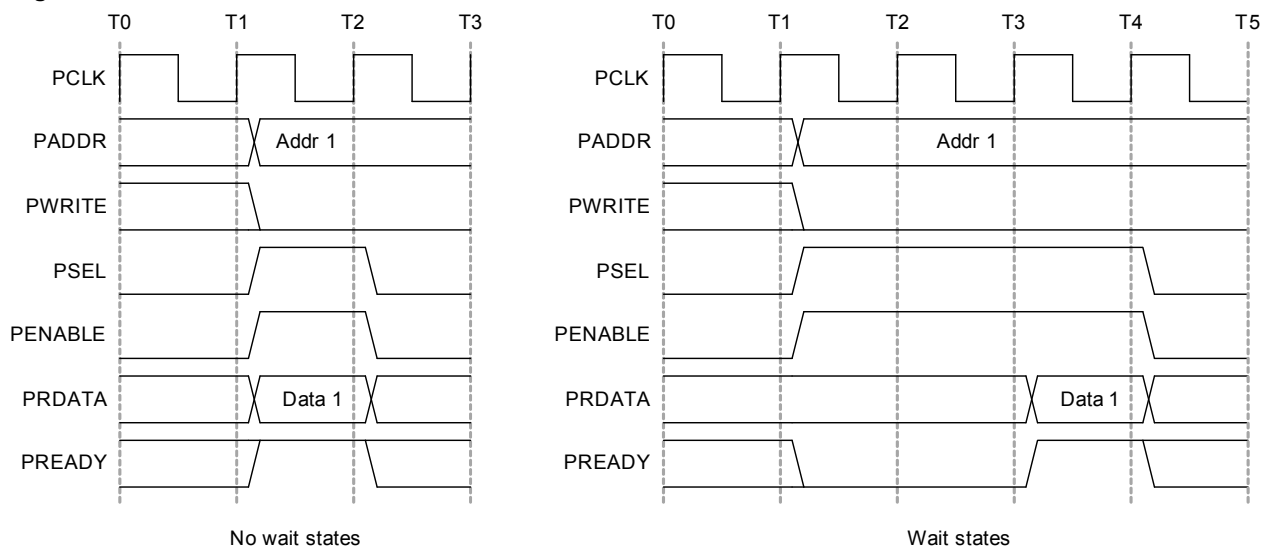 T0 T1 T2 T3 T0 T1 T2 T3 T4 T5
PCLK PCLK
PADDR Addr 1 PADDR Addr 1
PWRITE PWRITE
PSEL PSEL
PENABLE PENABLE
PRDATA Data 1 PRDATA Data 1
PREADY PREADY
No wait states Wait states